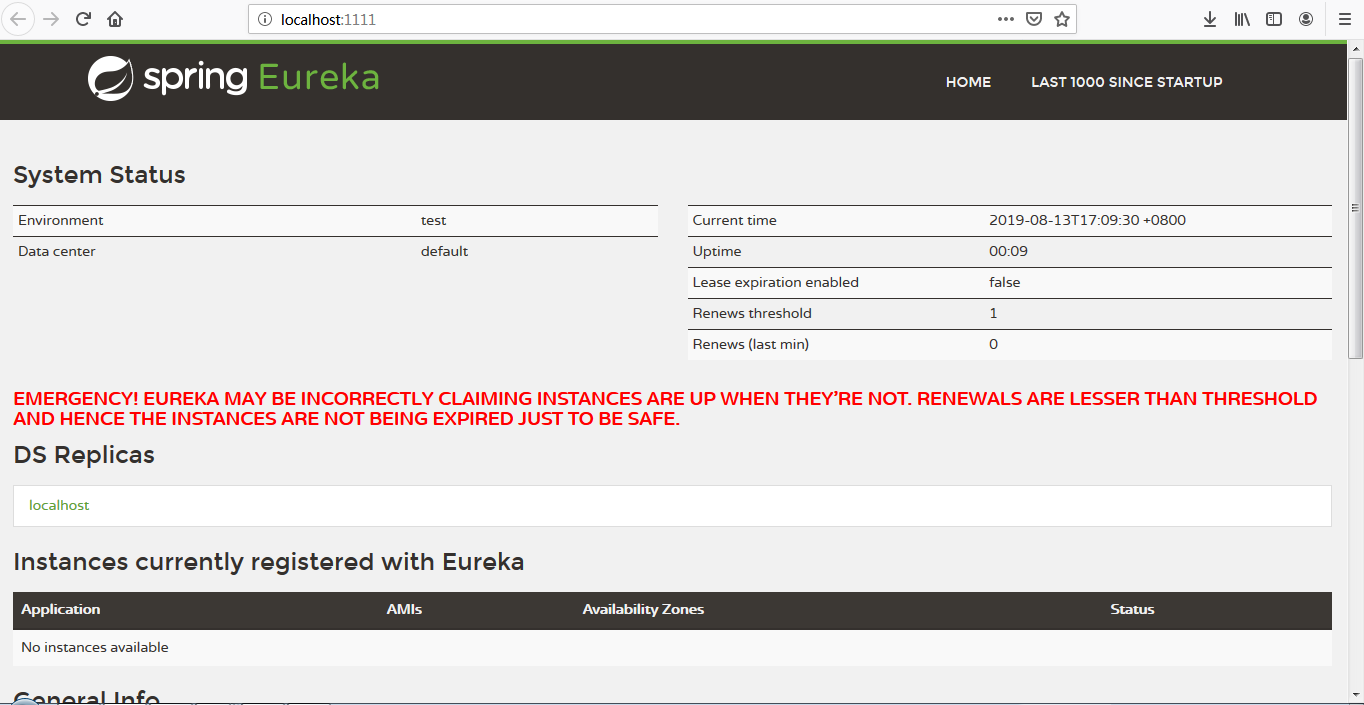 localhost:1111
spring Eureka
HOME LAST 1000 SINCE STARTUP
System Status
Environment test
Data center default
Current time 2019-08-13T17:09:30 +0800
Uptime 00:09
Lease expiration enabled false
Renews threshold 1
Renews (last min) 0
EMERGENCY! EUREKA MAY BE INCORRECTLY CLAIMING INSTANCES ARE UP WHEN THEY'RE NOT. RENEWALS ARE LESSER THAN THRESHOLD
AND HENCE THE INSTANCES ARE NOT BEING EXPIRED JUST TO BE SAFE.
DS Replicas
localhost
Instances currently registered with Eureka
Application AMIs Availability Zones Status
No instances available
General Info